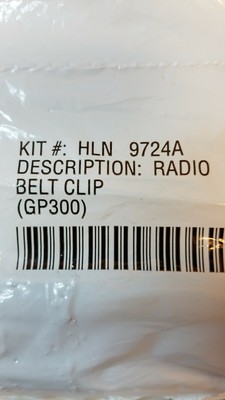 KIT #: HLN 9724A
DESCRIPTION: RADIO
BELT CLIP
(GP300)